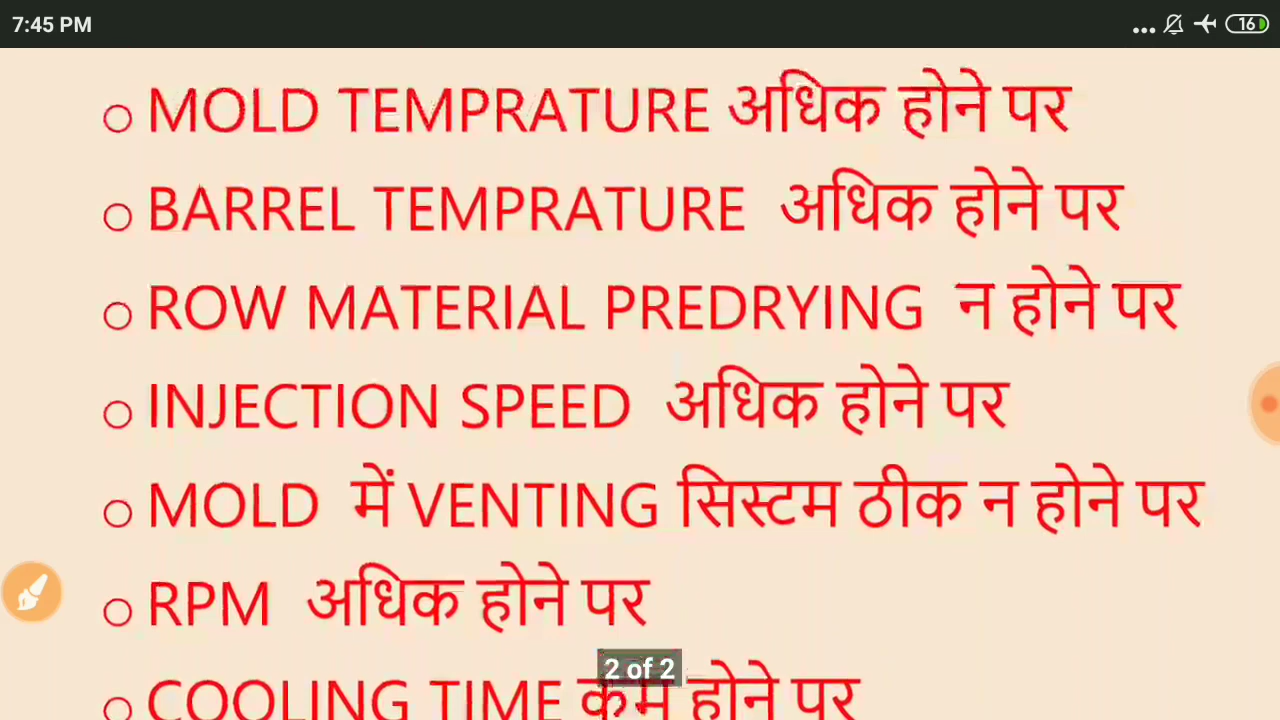 7:45 PM
... 16
○ MOLD TEMPRATURE अधिक होने पर
○ BARREL TEMPRATURE अधिक होने पर
○ ROW MATERIAL PREDRYING न होने पर
○ INJECTION SPEED अधिक होने पर
○ MOLD में VENTING सिस्टम ठीक न होने पर
○ RPM अधिक होने पर
2 of 2
○ COOLING TIME कम होने पर